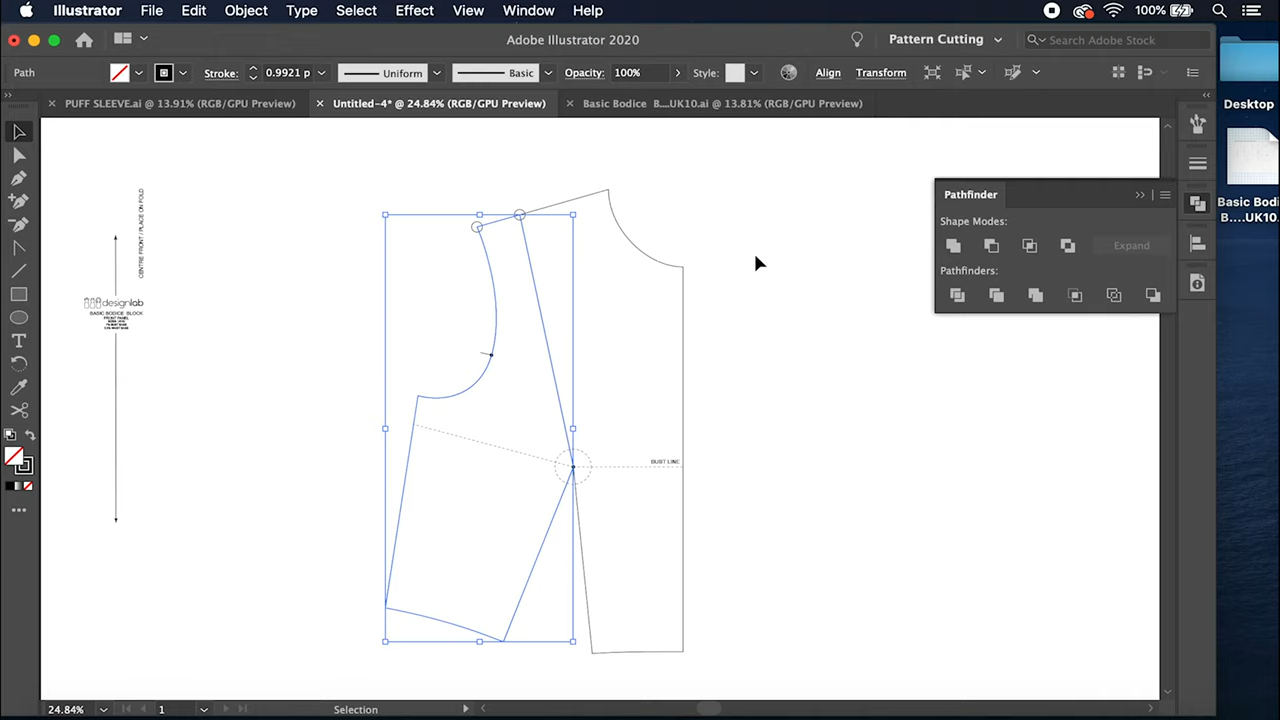 Illustrator File Edit Object Type Select Effect View Window Help 100%
Adobe Illustrator 2020 Pattern Cutting Search Adobe Stock
Path Stroke: 0.9921 p Uniform Basic Opacity: 100% Style: Align Transform
PUFF SLEEVE.ai @ 13.91% (RGB/GPU Preview) Untitled-4* @ 24.84% (RGB/GPU Preview) Basic Bodice B....UK10.ai @ 13.81% (RGB/GPU Preview)
Desktop
Basic Bodic
B....UK10.
Pathfinder
Shape Modes:
Expand
Pathfinders:
CENTRE FRONT / PLACE ON FOLD
designlab
BASIC BODICE BLOCK
FRONT PANEL
BUST LINE
24.84% 1 Selection